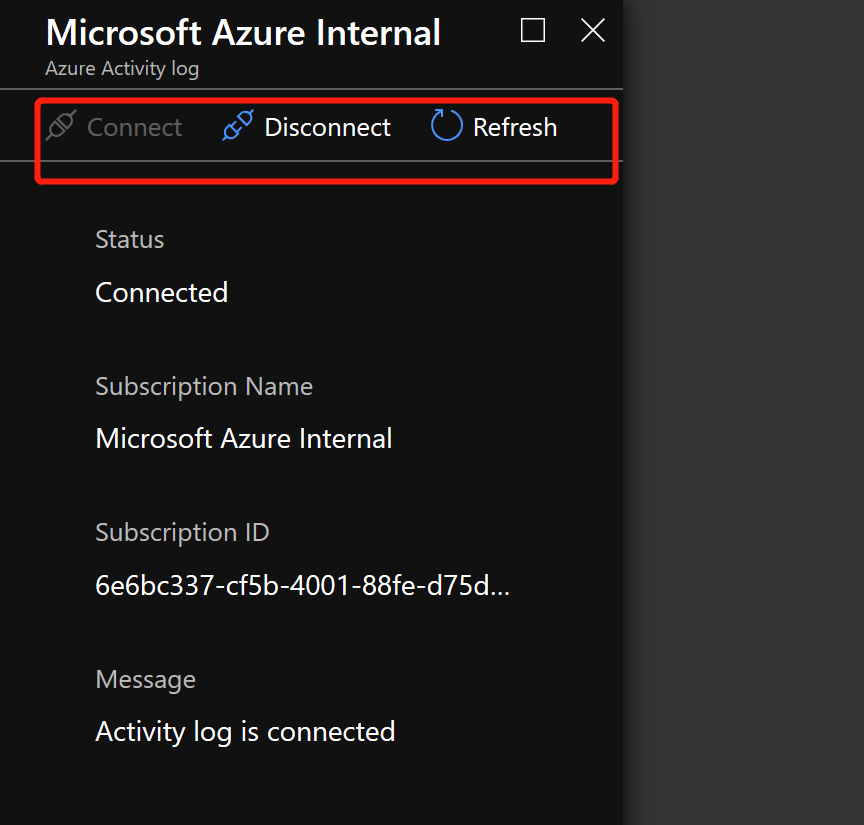 Microsoft Azure Internal
Azure Activity log
Connect Disconnect Refresh
Status
Connected
Subscription Name
Microsoft Azure Internal
Subscription ID
6e6bc337-cf5b-4001-88fe-d75d...
Message
Activity log is connected